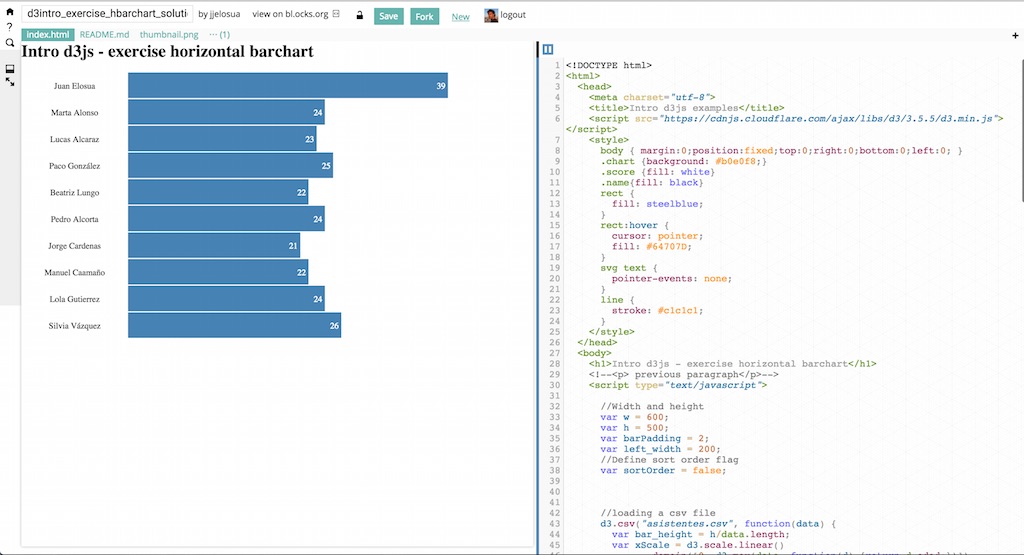 d3intro_exercise_hbarchart_soluti by jjelosua view on bl.ocks.org Save Fork New logout
?
index.html README.md thumbnail.png ··· (1)
+
Intro d3js - exercise horizontal barchart
Juan Elosua 39
Marta Alonso 24
Lucas Alcaraz 23
Paco González 25
Beatriz Lungo 22
Pedro Alcorta 24
Jorge Cardenas 21
Manuel Caamaño 22
Lola Gutierrez 24
Silvia Vázquez 26
1 <!DOCTYPE html>
2 <html>
3 <head>
4 <meta charset="utf-8">
5 <title>Intro d3js examples</title>
6 <script src="https://cdnjs.cloudflare.com/ajax/libs/d3/3.5.5/d3.min.js">
</script>
7 <style>
8 body { margin:0;position:fixed;top:0;right:0;bottom:0;left:0; }
9 .chart {background: #b0e0f8;}
10 .score {fill: white}
11 .name{fill: black}
12 rect {
13 fill: steelblue;
14 }
15 rect:hover {
16 cursor: pointer;
17 fill: #64707D;
18 }
19 svg text {
20 pointer-events: none;
21 }
22 line {
23 stroke: #c1c1c1;
24 }
25 </style>
26 </head>
27 <body>
28 <h1>Intro d3js - exercise horizontal barchart</h1>
29 <!--<p> previous paragraph</p>-->
30 <script type="text/javascript">
31
32 //Width and height
33 var w = 600;
34 var h = 500;
35 var barPadding = 2;
36 var left_width = 200;
37 //Define sort order flag
38 var sortOrder = false;
39
40
41
42 //loading a csv file
43 d3.csv("asistentes.csv", function(data) {
44 var bar_height = h/data.length;
45 var xScale = d3.scale.linear()